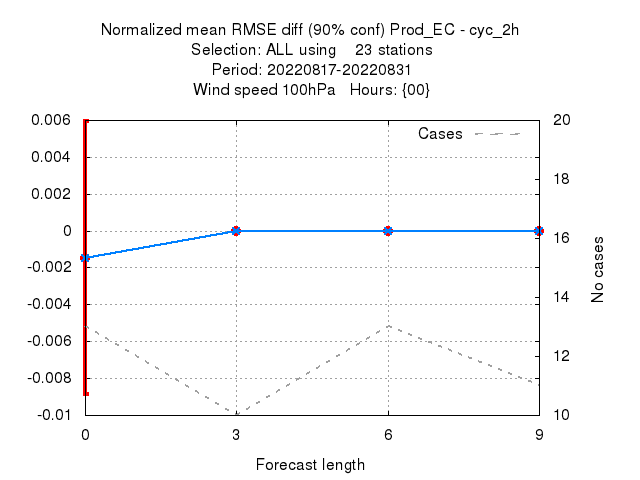 Normalized mean RMSE diff (90% conf) Prod_EC - cyc_2h
Selection: ALL using    23 stations
Period: 20220817-20220831
Wind speed 100hPa   Hours: {00}
0.006
0.004
0.002
0
-0.002
-0.004
-0.006
-0.008
-0.01
Cases
20
18
16
14
12
10
No cases
0 3 6 9
Forecast length